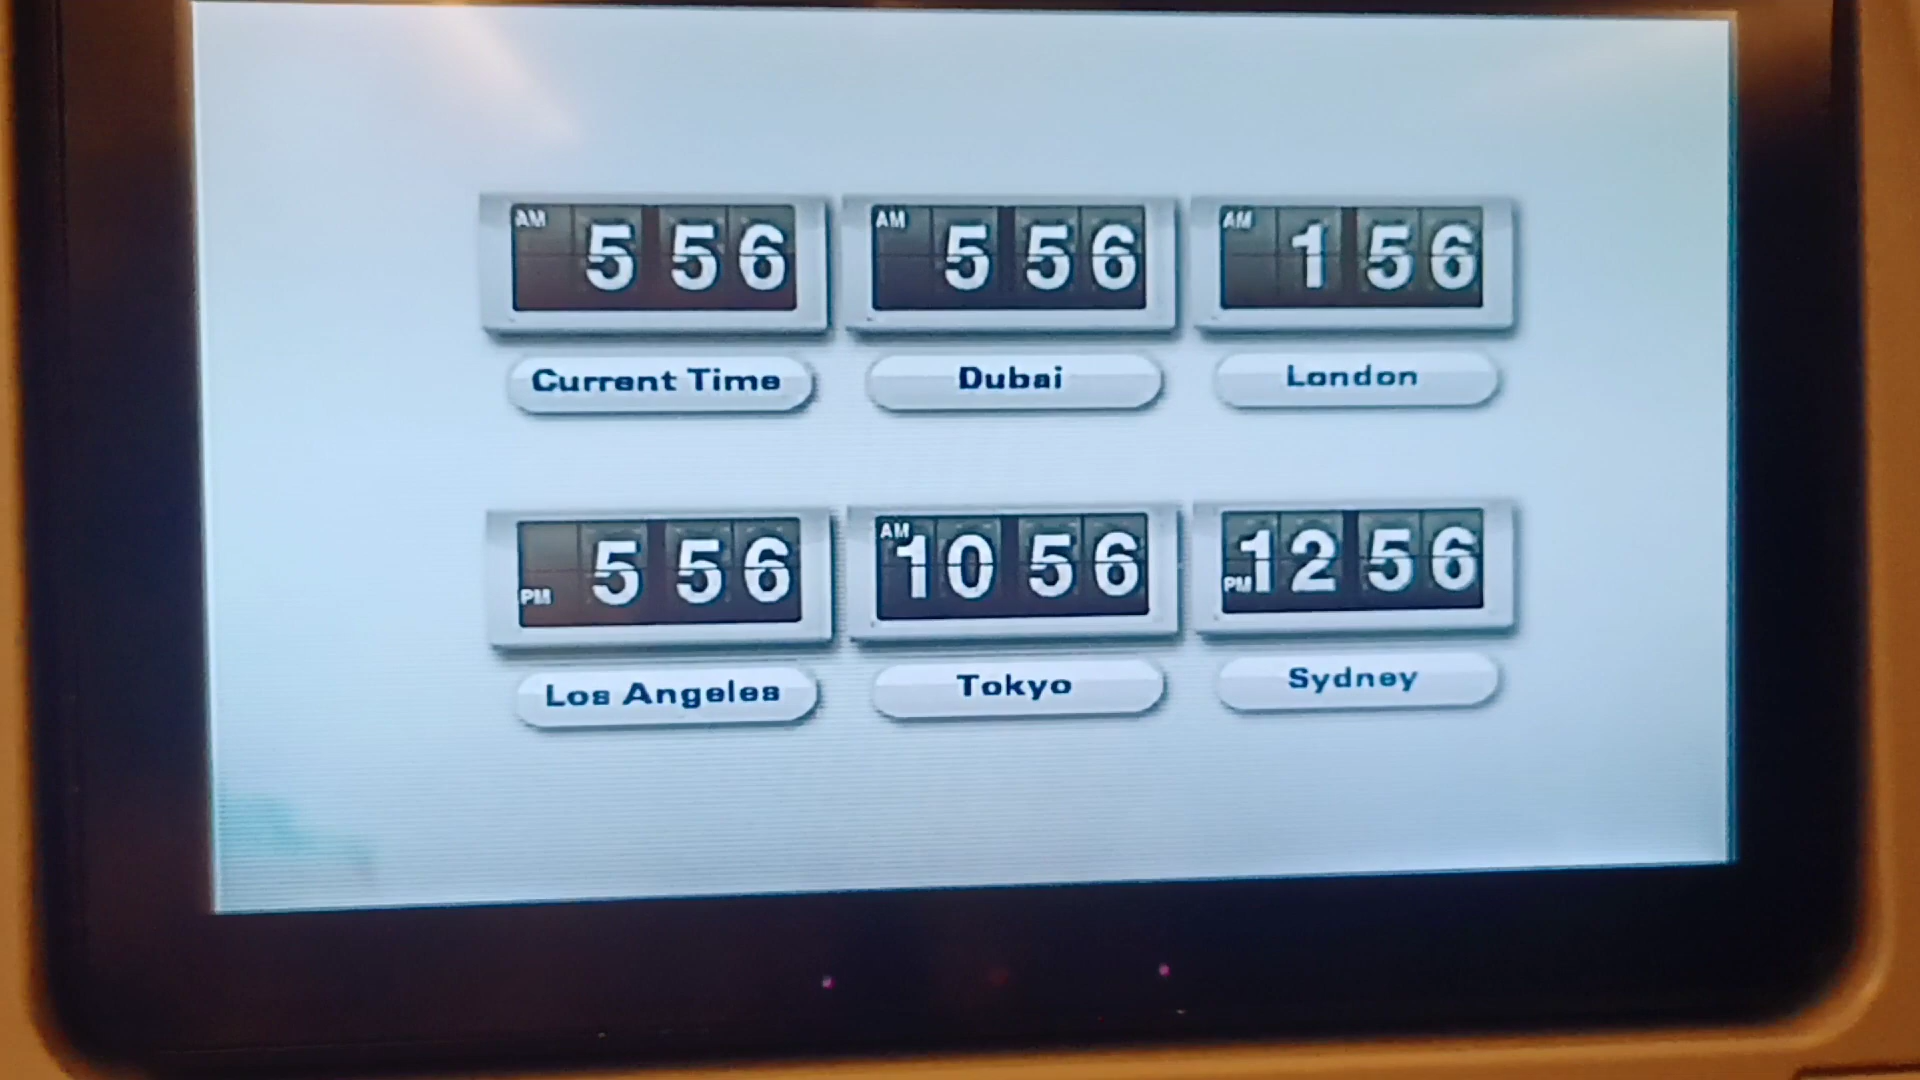 AM 5 56
AM 5 56
AM 1 56
Current Time
Dubai
London
PM 5 56
AM 10 56
PM 12 56
Los Angeles
Tokyo
Sydney